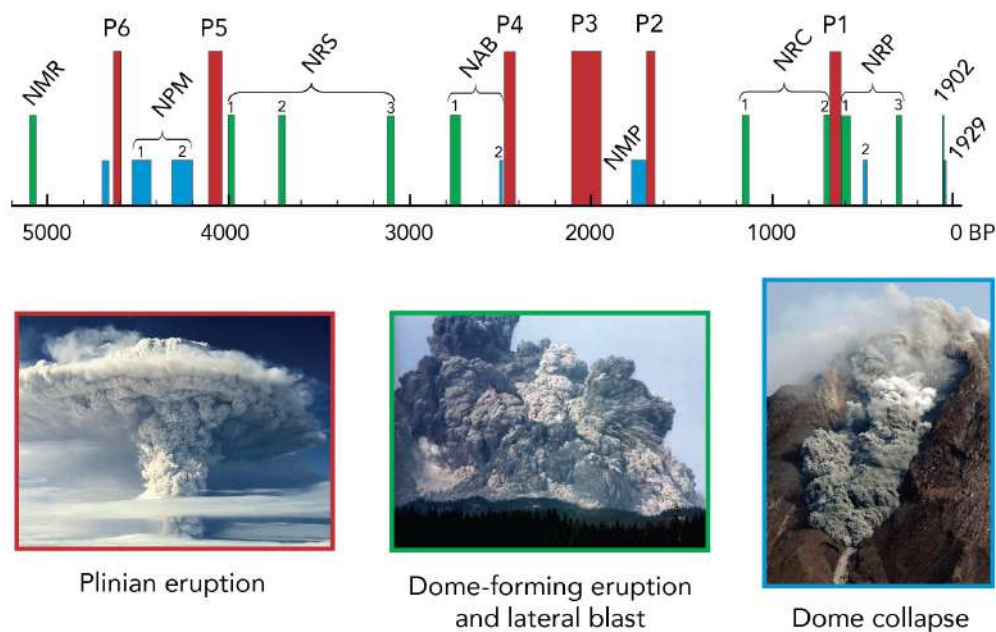 P6 P5 P4 P3 P2 P1
NMR NPM NRS NAB NMP NRC NRP 1902 1929
1 2 1 2 3 1 2 1 2 1 2 3
5000 4000 3000 2000 1000 0 BP
Plinian eruption
Dome-forming eruption
and lateral blast
Dome collapse